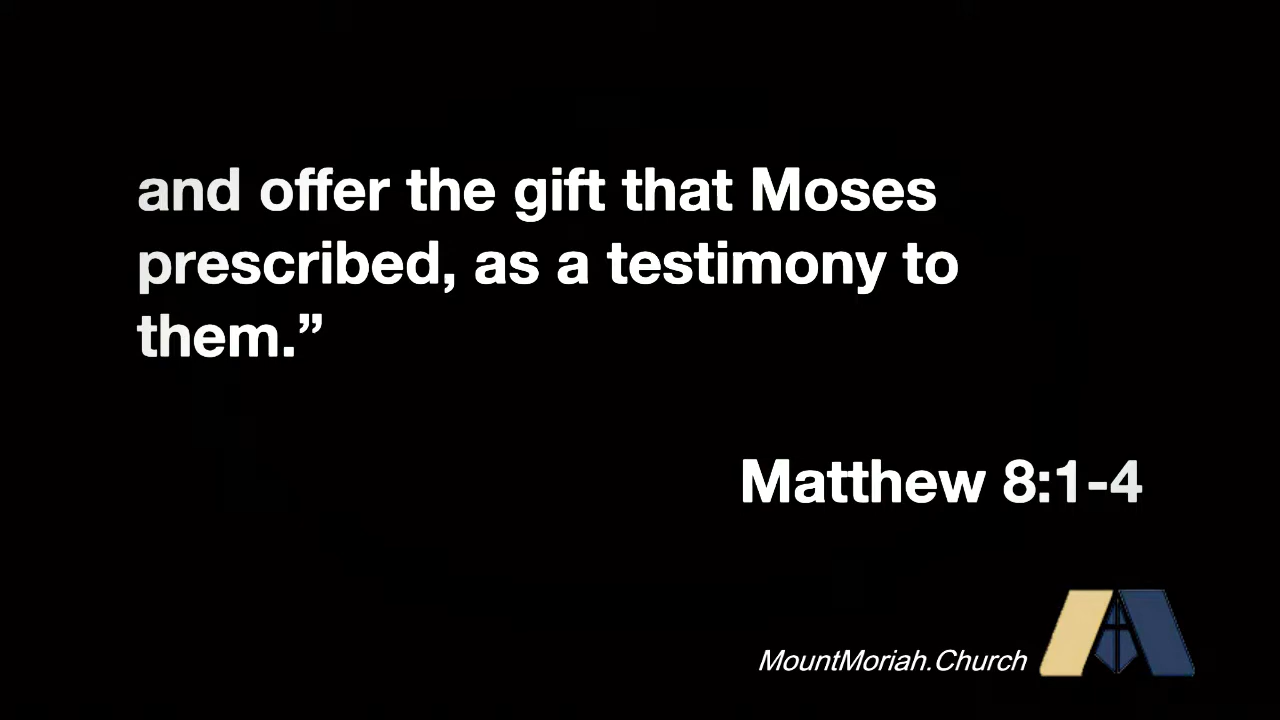 and offer the gift that Moses
prescribed, as a testimony to
them.”
Matthew 8:1-4
MountMoriah.Church